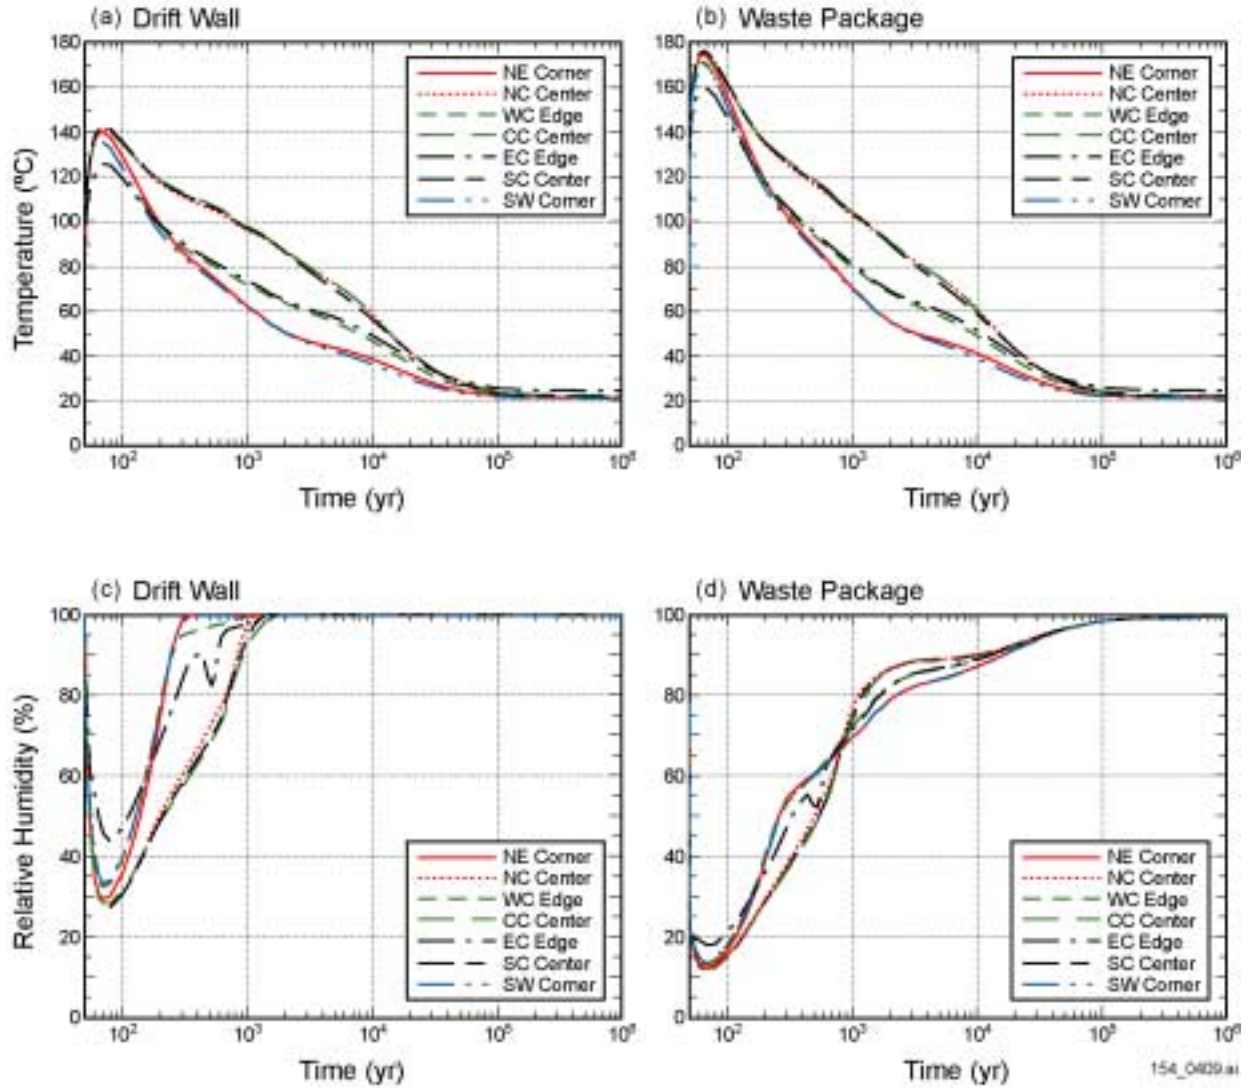 (a) Drift Wall
180
160
140
120
100
80
60
40
20
0
Temperature (ºC)
NE Corner
NC Center
WC Edge
CC Center
EC Edge
SC Center
SW Corner
10² 10³ 10⁴ 10⁵ 10⁶
Time (yr)
(b) Waste Package
180
160
140
120
100
80
60
40
20
0
NE Corner
NC Center
WC Edge
CC Center
EC Edge
SC Center
SW Corner
10² 10³ 10⁴ 10⁵ 10⁶
Time (yr)
(c) Drift Wall
100
80
60
40
20
0
Relative Humidity (%)
NE Corner
NC Center
WC Edge
CC Center
EC Edge
SC Center
SW Corner
10² 10³ 10⁴ 10⁵ 10⁶
Time (yr)
(d) Waste Package
100
80
60
40
20
0
NE Corner
NC Center
WC Edge
CC Center
EC Edge
SC Center
SW Corner
10² 10³ 10⁴ 10⁵ 10⁶
Time (yr)
154_0409.ai